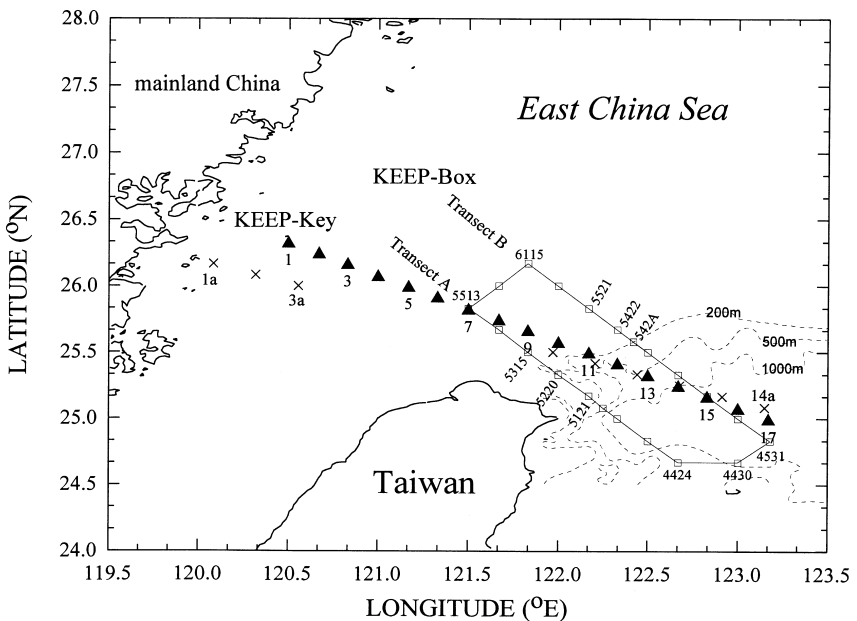 28.0
27.5
27.0
26.5
26.0
25.5
25.0
24.5
24.0
LATITUDE (°N)
mainland China
East China Sea
KEEP-Box
KEEP-Key
Transect B
Transect A
6115
1
1a
3a
3
5
5513
7
5521
5422
542A
200m
500m
1000m
9
5315
11
5220
5121
13
15
14a
17
4531
4424
4430
Taiwan
119.5
120.0
120.5
121.0
121.5
122.0
122.5
123.0
123.5
LONGITUDE (°E)